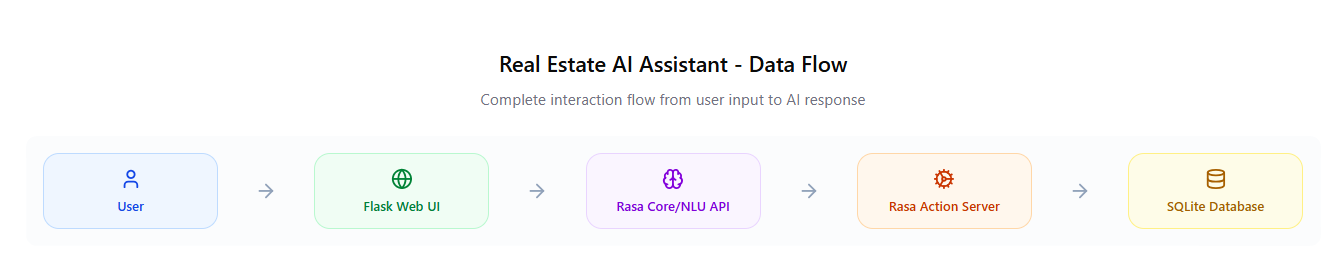 Real Estate AI Assistant - Data Flow
Complete interaction flow from user input to AI response
User
Flask Web UI
Rasa Core/NLU API
Rasa Action Server
SQLite Database